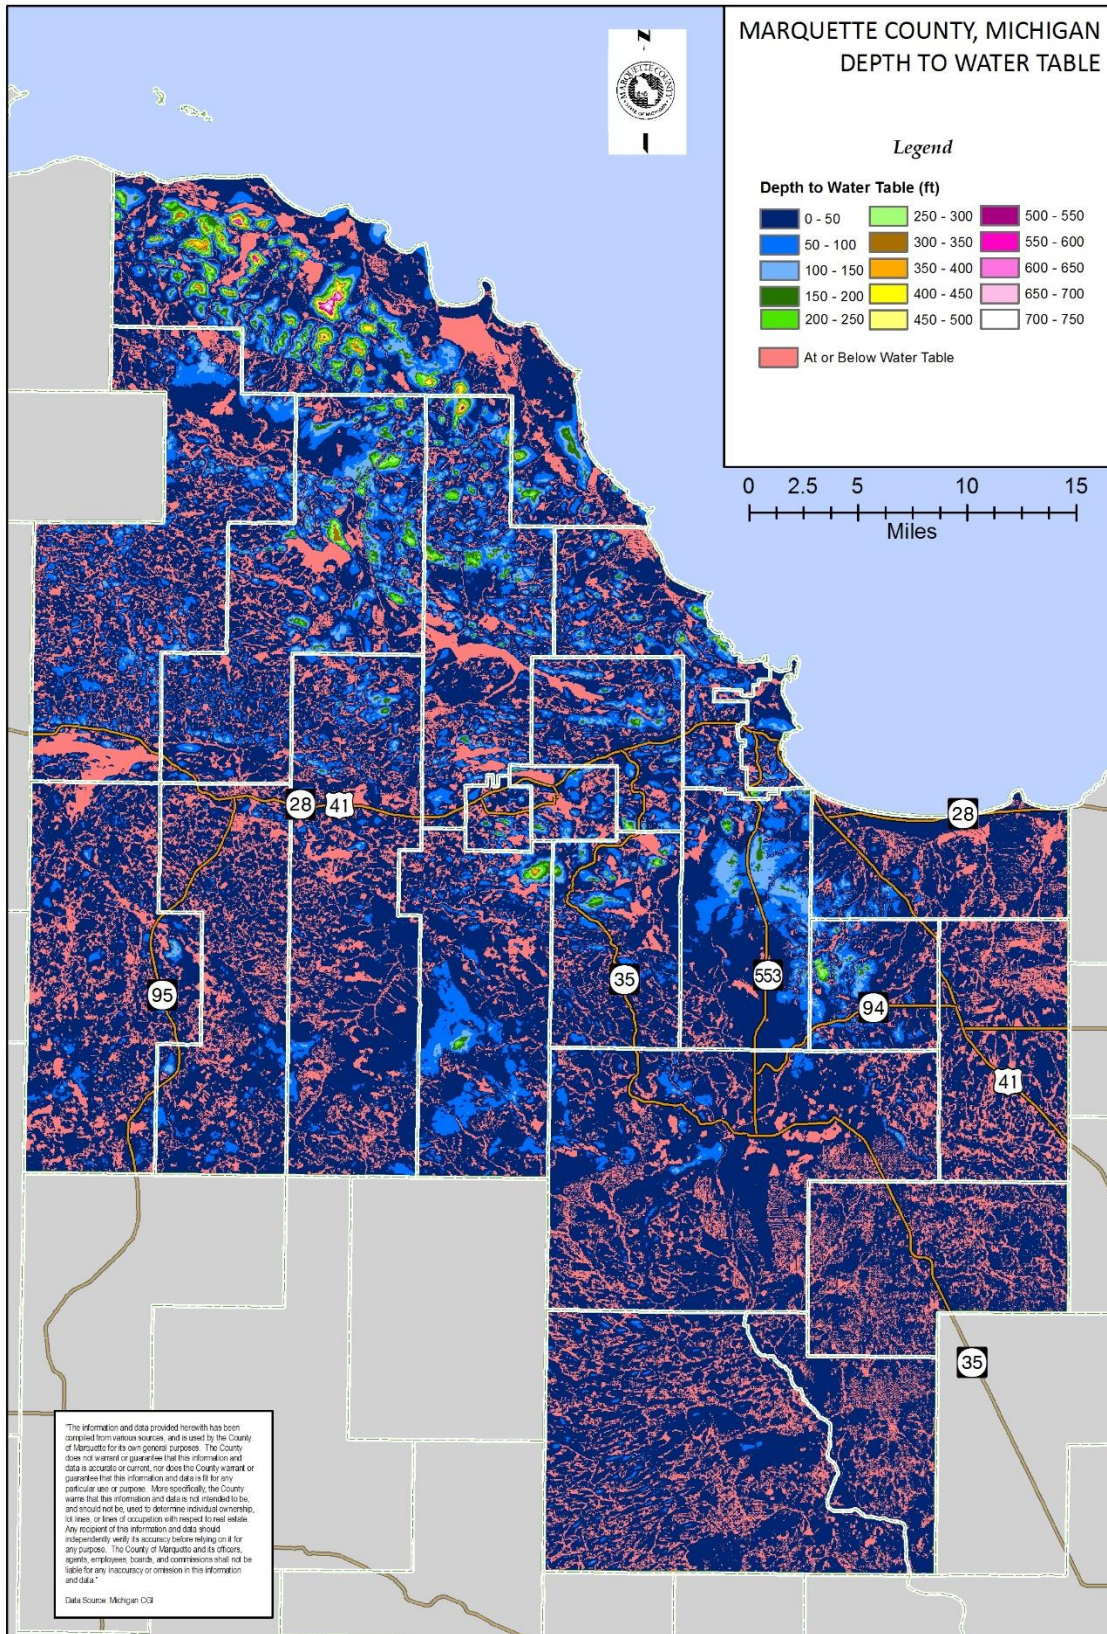 MARQUETTE COUNTY, MICHIGAN
DEPTH TO WATER TABLE
Z
MARQUETTE COUNTY
STATE OF MICHIGAN
Legend
Depth to Water Table (ft)
0 - 50
50 - 100
100 - 150
150 - 200
200 - 250
250 - 300
300 - 350
350 - 400
400 - 450
450 - 500
500 - 550
550 - 600
600 - 650
650 - 700
700 - 750
At or Below Water Table
0 2.5 5 10 15
Miles
28 41
28
95
35
553
94
41
35
"The information and data provided herewith has been
compiled from various sources, and is used by the County
of Marquette for its own general purposes. The County
does not warrant or guarantee that this information and
data is accurate or current, nor does the County warrant or
guarantee that this information and data is fit for any
particular use or purpose. More specifically, the County
warns that this information and data is not intended to be,
and should not be, used to determine individual ownership,
lot lines, or lines of occupation with respect to real estate.
Any recipient of this information and data should
independently verify its accuracy before relying on it for
any purpose. The County of Marquette and its officers,
agents, employees, boards, and commissions shall not be
liable for any inaccuracy or omission in this information
and data."
Data Source: Michigan CGI